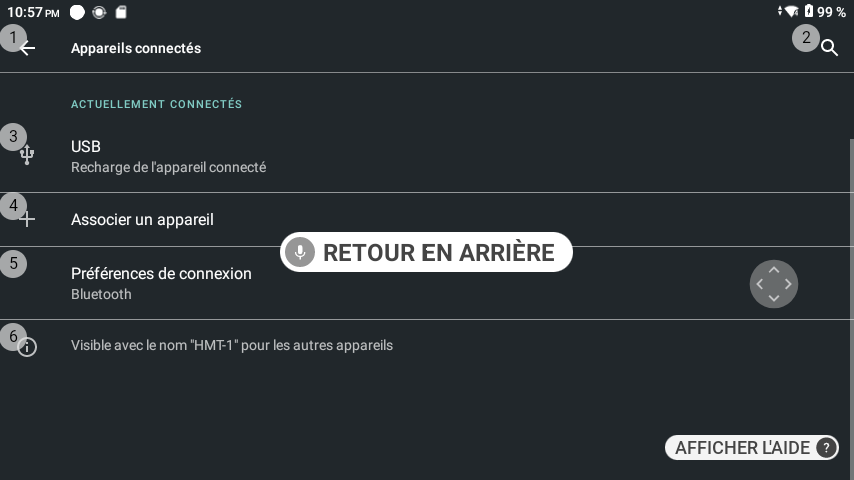 10:57 PM 99 %
1 Appareils connectés 2
ACTUELLEMENT CONNECTÉS
3 USB
Recharge de l'appareil connecté
4 Associer un appareil
RETOUR EN ARRIÈRE
5 Préférences de connexion
Bluetooth
6 Visible avec le nom "HMT-1" pour les autres appareils
AFFICHER L'AIDE ?